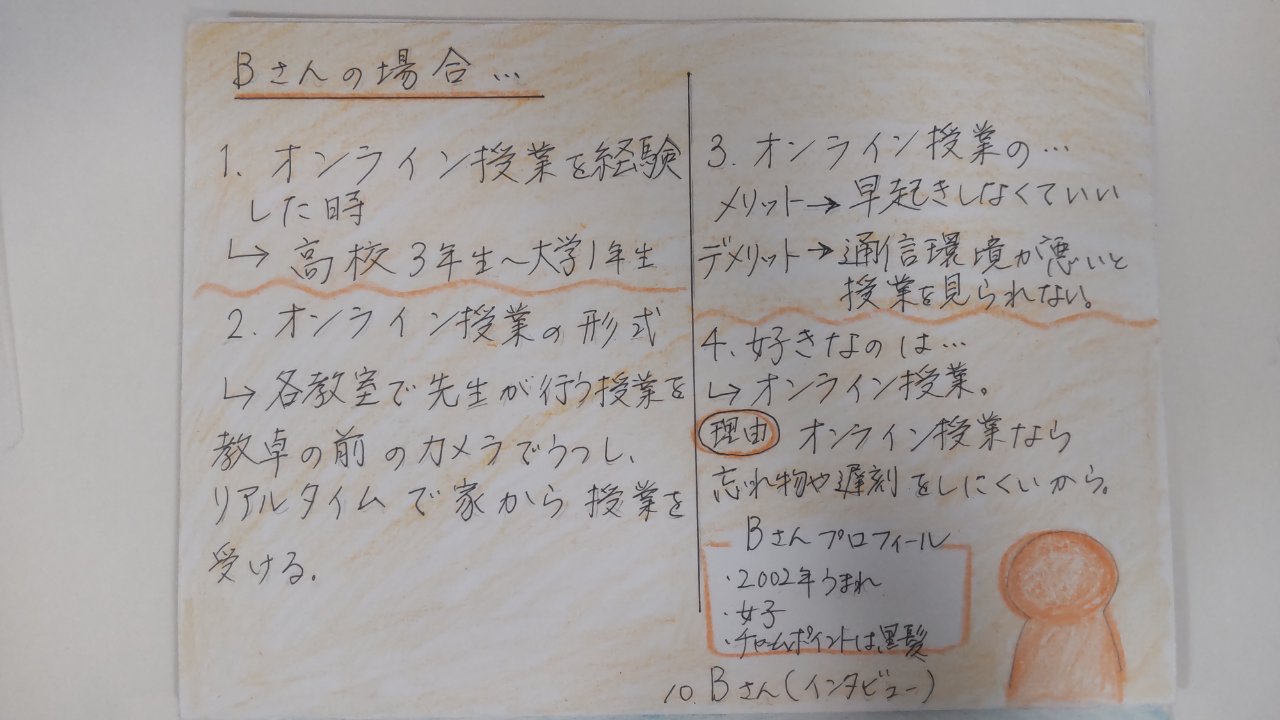 Bさんの場合…
1. オンライン授業を経験
した時
↳ 高校3年生〜大学1年生
2. オンライン授業の形式
↳ 各教室で先生が行う授業を
教卓の前のカメラでうつし、
リアルタイムで家から授業を
受ける。
3. オンライン授業の…
メリット→早起きしなくていい
デメリット→通信環境が悪いと
授業を見られない。
4. 好きなのは…
↳オンライン授業。
理由 オンライン授業なら
忘れ物や遅刻をしにくいから。
Bさんプロフィール
・2002年うまれ
・女子
・チャームポイントは黒髪
10. Bさん(インタビュー)